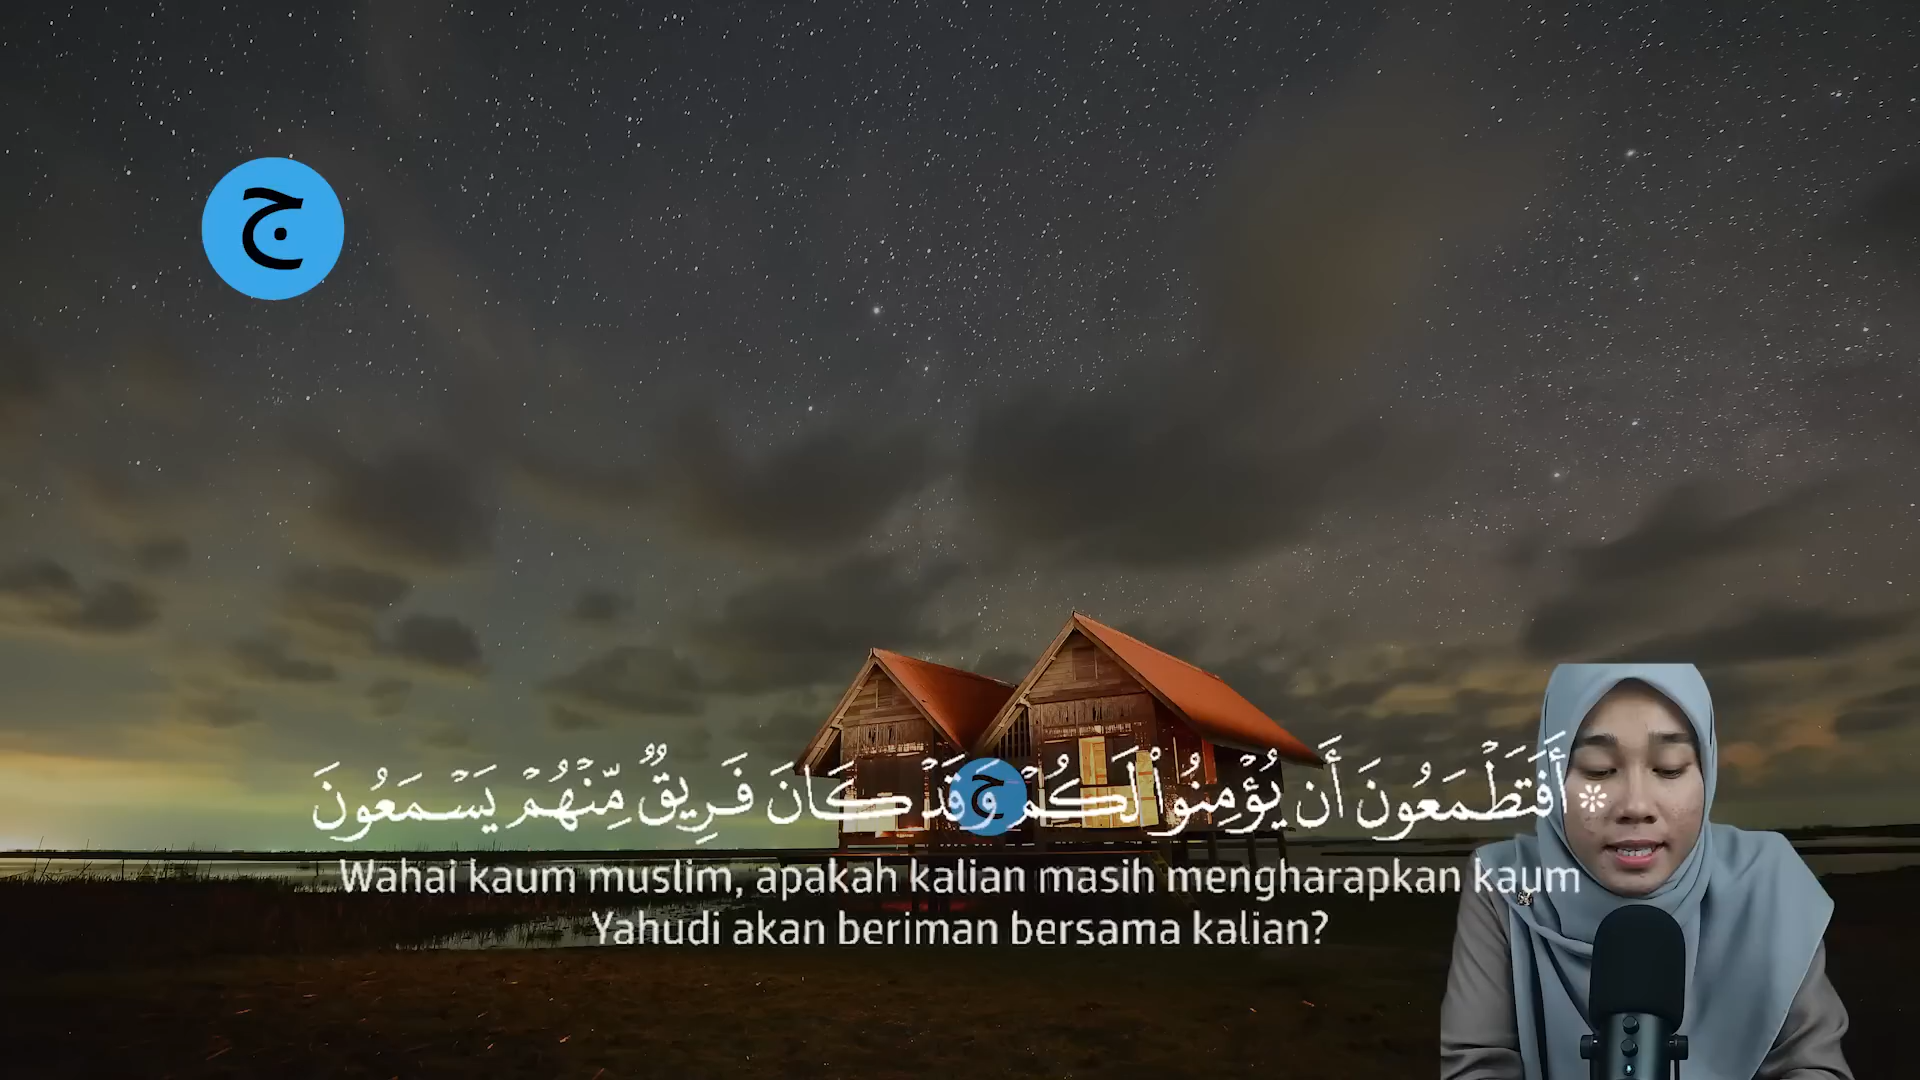 ج
۞ أَفَتَطۡمَعُونَ أَن يُؤۡمِنُواْ لَكُمۡ وَقَدۡ كَانَ فَرِيقٞ مِّنۡهُمۡ يَسۡمَعُونَ
ج
Wahai kaum muslim, apakah kalian masih mengharapkan kaum
Yahudi akan beriman bersama kalian?